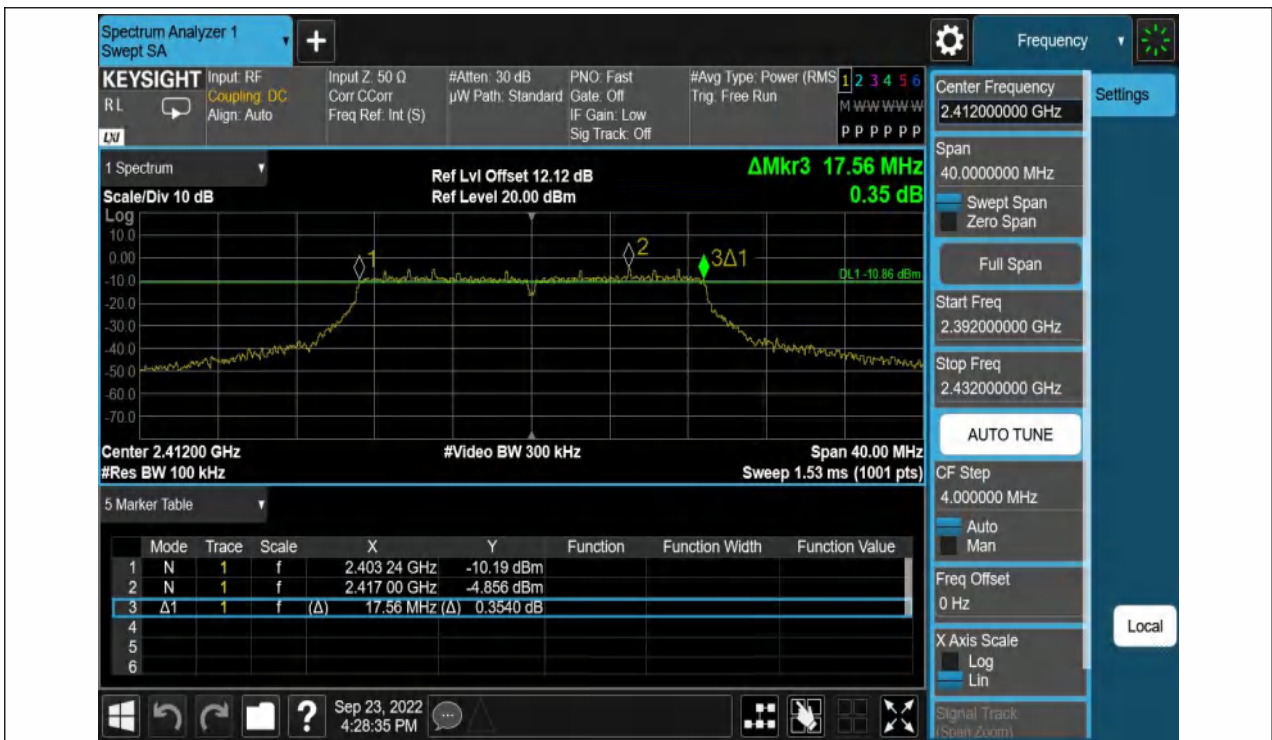 Spectrum Analyzer 1
Swept SA
Frequency
KEYSIGHT
RL
LXI
Input: RF
Coupling: DC
Align: Auto
Input Z: 50 Ω
Corr CCorr
Freq Ref: Int (S)
#Atten: 30 dB
µW Path: Standard
PNO: Fast
Gate: Off
IF Gain: Low
Sig Track: Off
#Avg Type: Power (RMS
Trig: Free Run
1 2 3 4 5 6
M W W W W W
P P P P P P
1 Spectrum
Scale/Div 10 dB
Ref Lvl Offset 12.12 dB
Ref Level 20.00 dBm
ΔMkr3 17.56 MHz
0.35 dB
Log
10.0
0.00
-10.0
-20.0
-30.0
-40.0
-50.0
-60.0
-70.0
1
2
3Δ1
DL1 -10.86 dBm
Center 2.41200 GHz
#Res BW 100 kHz
#Video BW 300 kHz
Span 40.00 MHz
Sweep 1.53 ms (1001 pts)
5 Marker Table
Mode Trace Scale X Y Function Function Width Function Value
1 N 1 f 2.403 24 GHz -10.19 dBm
2 N 1 f 2.417 00 GHz -4.856 dBm
3 Δ1 1 f (Δ) 17.56 MHz (Δ) 0.3540 dB
4
5
6
Sep 23, 2022
4:28:35 PM
Center Frequency
2.412000000 GHz
Span
40.0000000 MHz
Swept Span
Zero Span
Full Span
Start Freq
2.392000000 GHz
Stop Freq
2.432000000 GHz
AUTO TUNE
CF Step
4.000000 MHz
Auto
Man
Freq Offset
0 Hz
X Axis Scale
Log
Lin
Signal Track
(Span Zoom)
Settings
Local